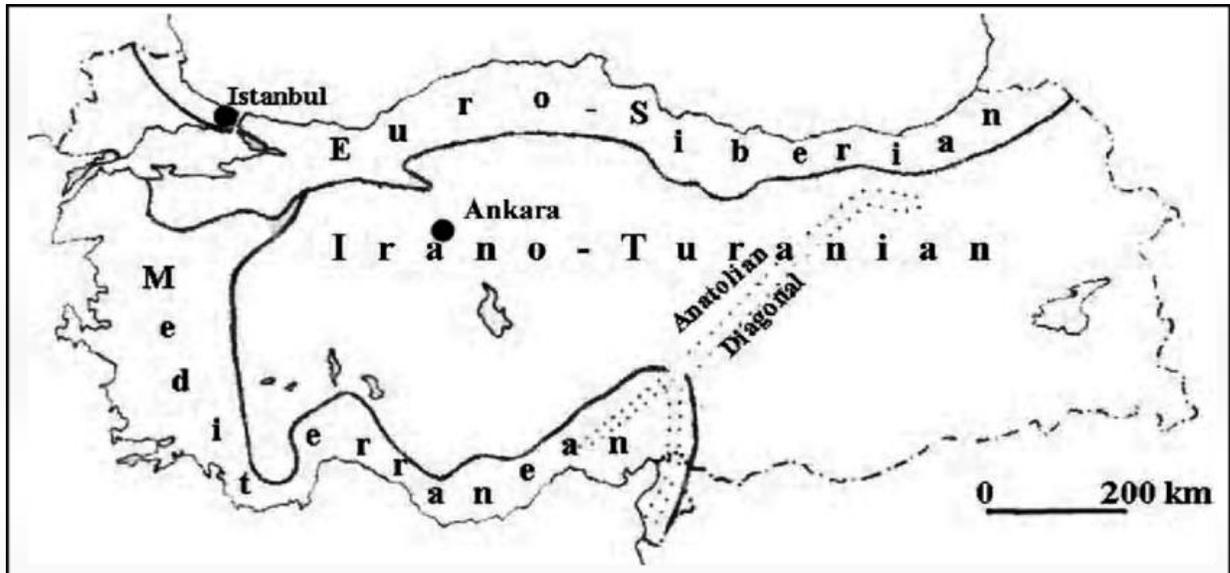 Istanbul
Euro-Siberian
Ankara
Irano-Turanian
Anatolian
Diagonal
Mediterranean
0 200 km